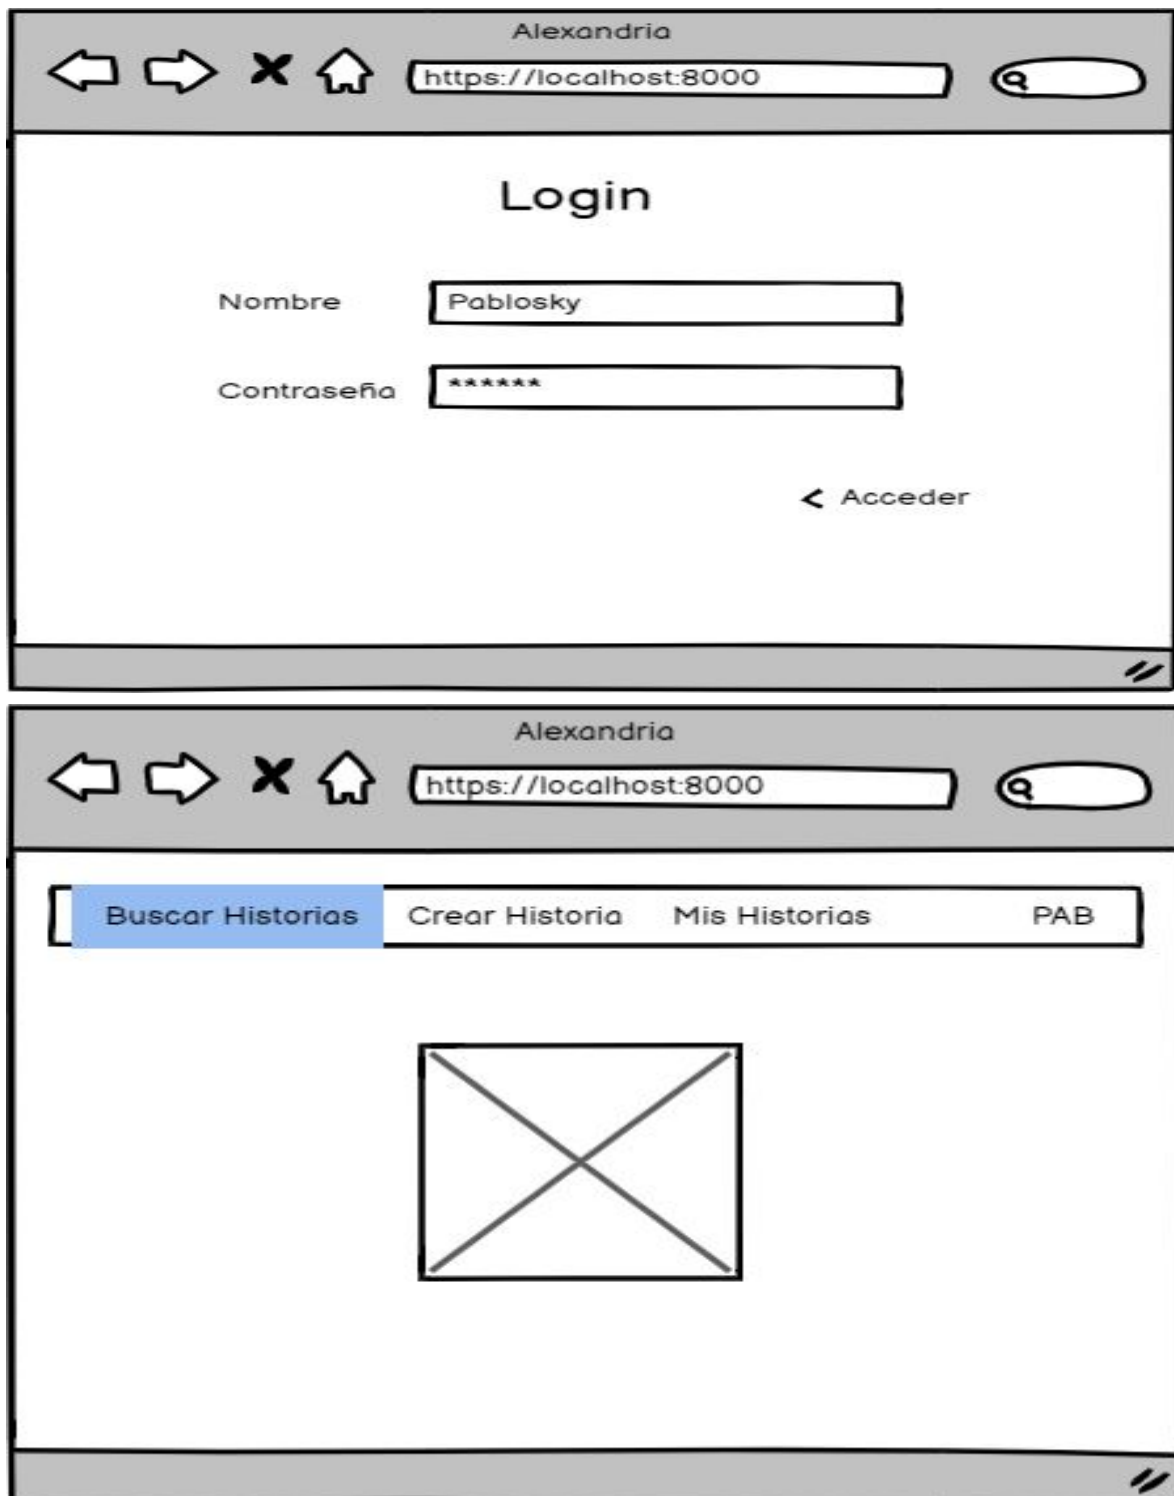 Alexandria
https://localhost:8000
Login
Nombre
Pablosky
Contraseña
******
< Acceder
Alexandria
https://localhost:8000
Buscar Historias Crear Historia Mis Historias PAB